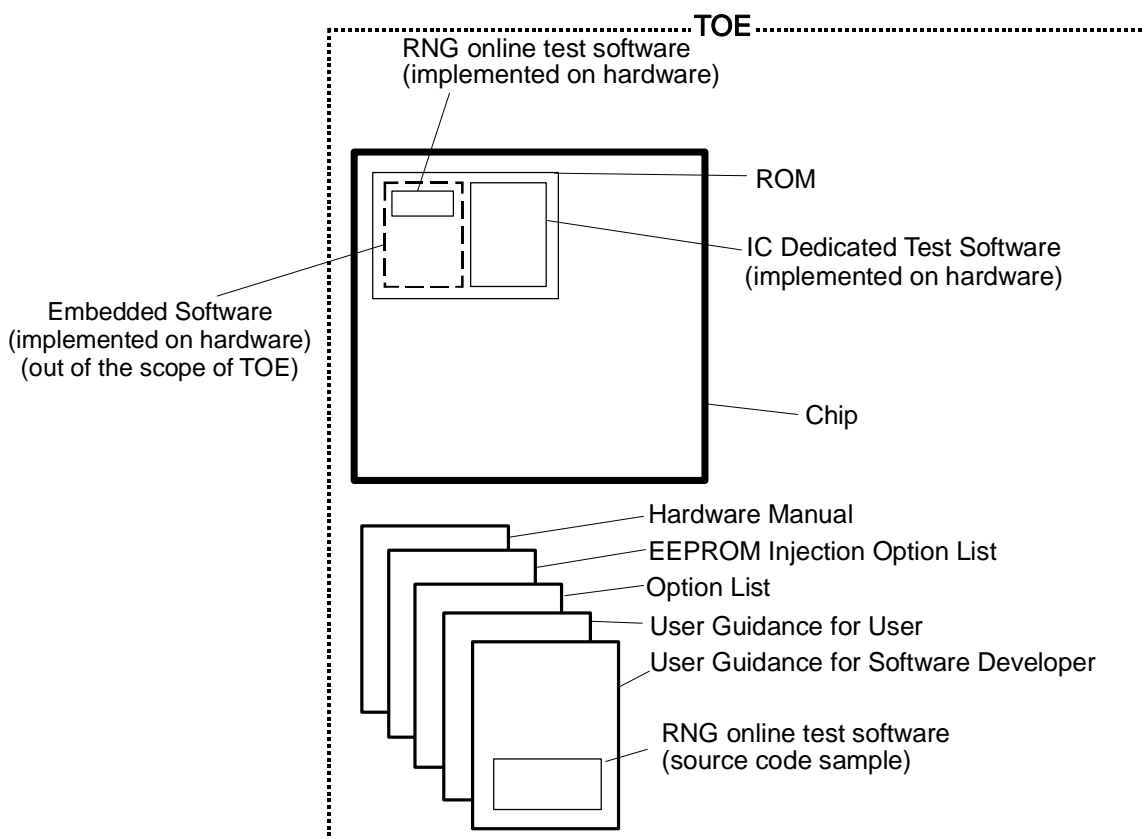 TOE
RNG online test software
(implemented on hardware)
ROM
IC Dedicated Test Software
(implemented on hardware)
Embedded Software
(implemented on hardware)
(out of the scope of TOE)
Chip
Hardware Manual
EEPROM Injection Option List
Option List
User Guidance for User
User Guidance for Software Developer
RNG online test software
(source code sample)